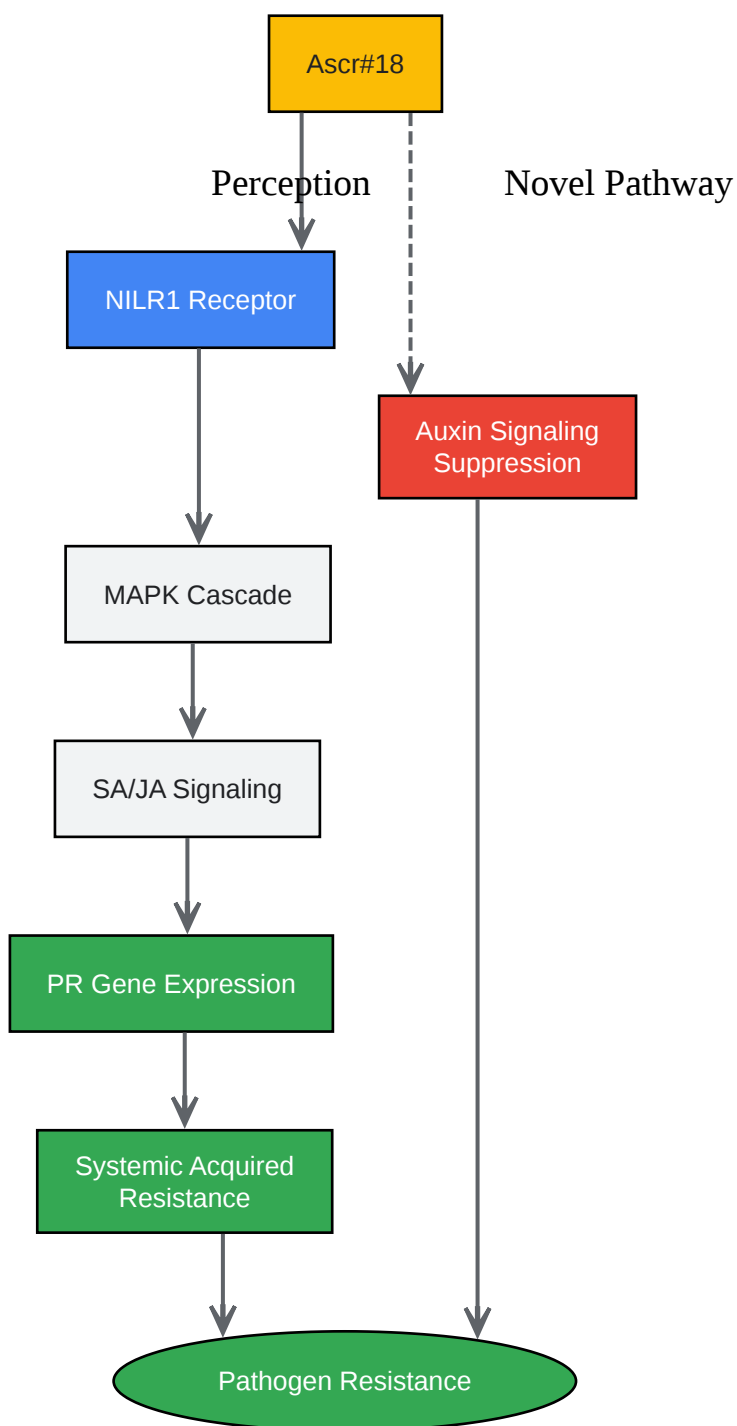 Ascr#18
Perception
Novel Pathway
NILR1 Receptor
Auxin Signaling
Suppression
MAPK Cascade
SA/JA Signaling
PR Gene Expression
Systemic Acquired
Resistance
Pathogen Resistance